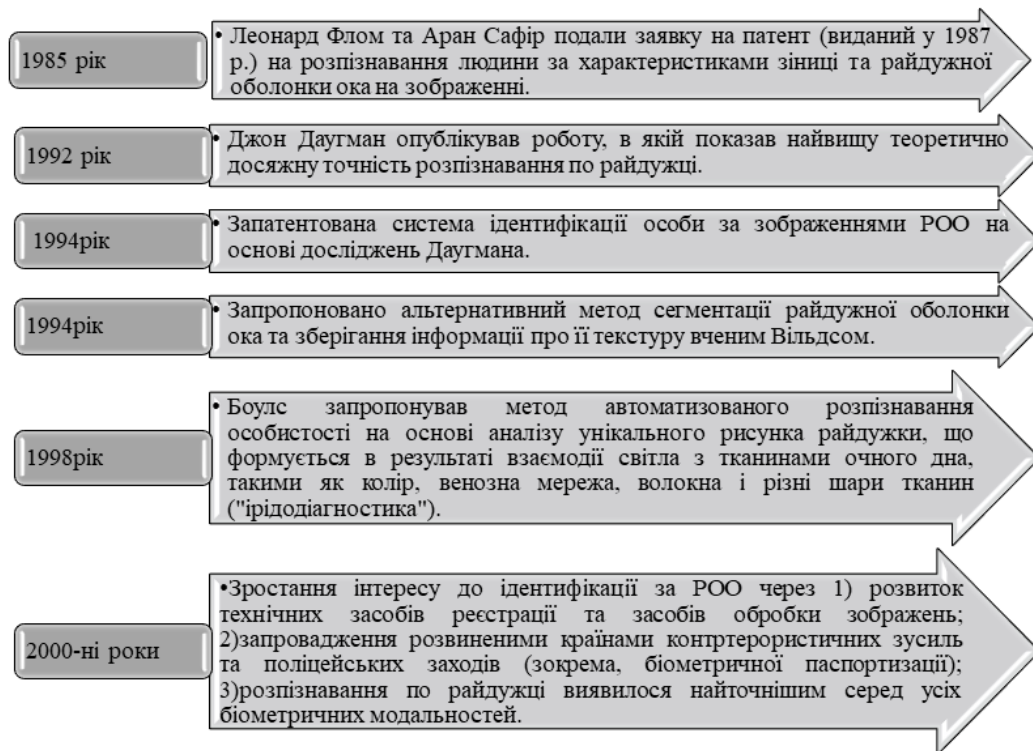 1985 рік
• Леонард Флом та Аран Сафір подали заявку на патент (виданий у 1987
р.) на розпізнавання людини за характеристиками зіниці та райдужної
оболонки ока на зображенні.
1992 рік
• Джон Даугман опублікував роботу, в якій показав найвищу теоретично
досяжну точність розпізнавання по райдужці.
1994рік
• Запатентована система ідентифікації особи за зображеннями РОО на
основі досліджень Даугмана.
1994рік
• Запропоновано альтернативний метод сегментації райдужної оболонки
ока та зберігання інформації про її текстуру вченим Вільдсом.
1998рік
• Боулс запропонував метод автоматизованого розпізнавання
особистості на основі аналізу унікального рисунка райдужки, що
формується в результаті взаємодії світла з тканинами очного дна,
такими як колір, венозна мережа, волокна і різні шари тканин
("ірідодіагностика").
2000-ні роки
•Зростання інтересу до ідентифікації за РОО через 1) розвиток
технічних засобів реєстрації та засобів обробки зображень;
2)запровадження розвиненими країнами контртерористичних зусиль
та поліцейських заходів (зокрема, біометричної паспортизації);
3)розпізнавання по райдужці виявилося найточнішим серед усіх
біометричних модальностей.